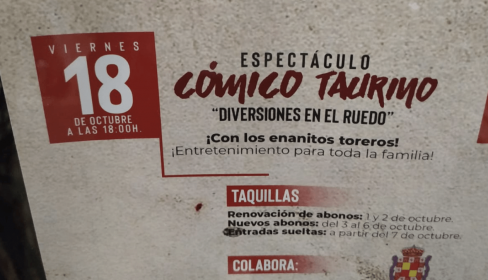 VIERNES
18
DE OCTUBRE
A LAS 18:00H.
ESPECTÁCULO
CÓMICO TAURINO
"DIVERSIONES EN EL RUEDO"
¡Con los enanitos toreros!
¡Entretenimiento para toda la familia!
TAQUILLAS
Renovación de abonos: 1 y 2 de octubre.
Nuevos abonos: del 3 al 6 de octubre.
Entradas sueltas: a partir del 7 de octubre.
COLABORA: